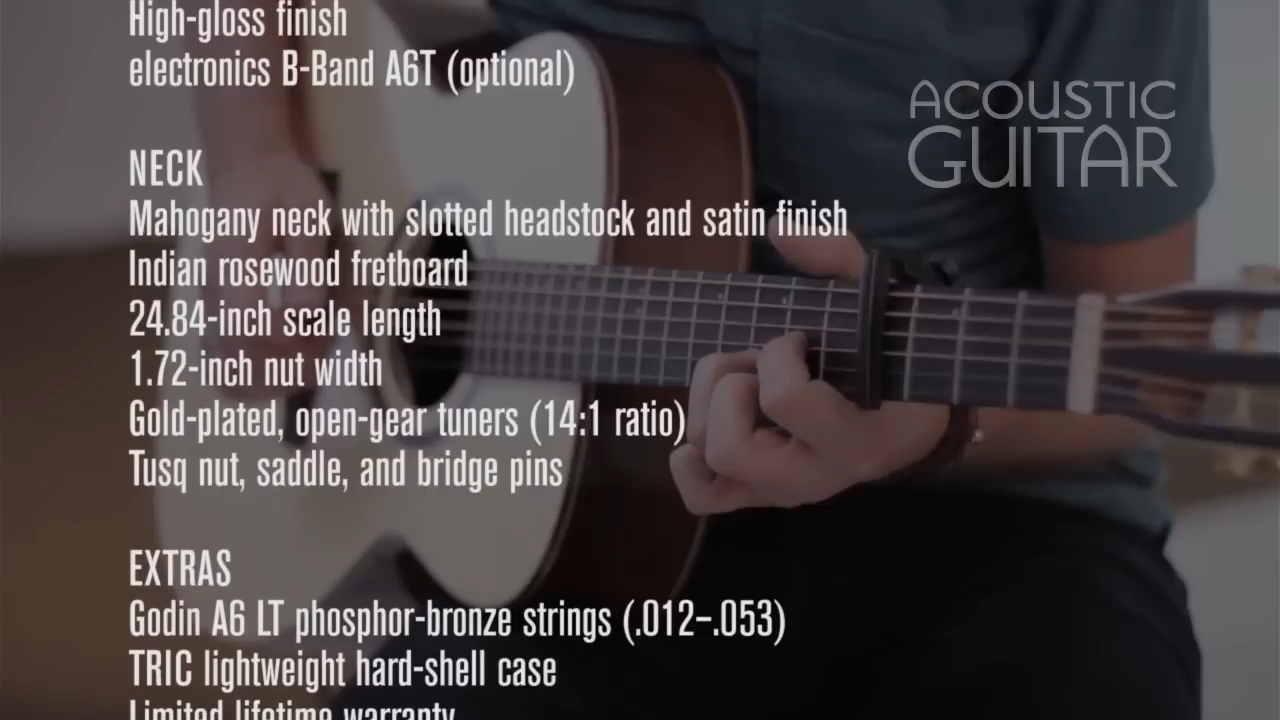 High-gloss finish
electronics B-Band A6T (optional)
ACOUSTIC
GUITAR
NECK
Mahogany neck with slotted headstock and satin finish
Indian rosewood fretboard
24.84-inch scale length
1.72-inch nut width
Gold-plated, open-gear tuners (14:1 ratio)
Tusq nut, saddle, and bridge pins
EXTRAS
Godin A6 LT phosphor-bronze strings (.012–.053)
TRIC lightweight hard-shell case
Limited lifetime warranty